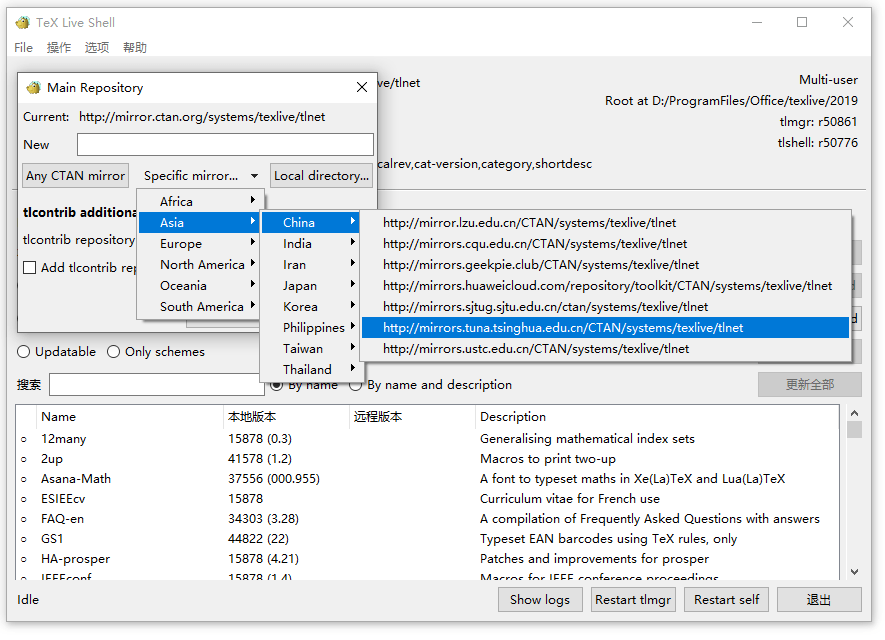 TeX Live Shell
File 操作 选项 帮助
Main Repository
ve/tlnet
Multi-user
Current: http://mirror.ctan.org/systems/texlive/tlnet
Root at D:/ProgramFiles/Office/texlive/2019
tlmgr: r50861
New
tlshell: r50776
calrev,cat-version,category,shortdesc
Any CTAN mirror Specific mirror... Local directory...
Africa
tlcontrib additiona
Asia China http://mirror.lzu.edu.cn/CTAN/systems/texlive/tlnet
tlcontrib repository Europe India http://mirrors.cqu.edu.cn/CTAN/systems/texlive/tlnet
Add tlcontrib rep North America Iran http://mirrors.geekpie.club/CTAN/systems/texlive/tlnet
Oceania Japan http://mirrors.huaweicloud.com/repository/toolkit/CTAN/systems/texlive/tlnet
South America Korea http://mirrors.sjtug.sjtu.edu.cn/ctan/systems/texlive/tlnet
Philippines http://mirrors.tuna.tsinghua.edu.cn/CTAN/systems/texlive/tlnet
Updatable Only schemes Taiwan http://mirrors.ustc.edu.cn/CTAN/systems/texlive/tlnet
Thailand
搜索 By name By name and description 更新全部
Name 本地版本 远程版本 Description
12many 15878 (0.3) Generalising mathematical index sets
2up 41578 (1.2) Macros to print two-up
Asana-Math 37556 (000.955) A font to typeset maths in Xe(La)TeX and Lua(La)TeX
ESIEEcv 15878 Curriculum vitae for French use
FAQ-en 34303 (3.28) A compilation of Frequently Asked Questions with answers
GS1 44822 (22) Typeset EAN barcodes using TeX rules, only
HA-prosper 15878 (4.21) Patches and improvements for prosper
IEEEconf 15878 (1.4) Macros for IEEE conference proceedings
Idle Show logs Restart tlmgr Restart self 退出